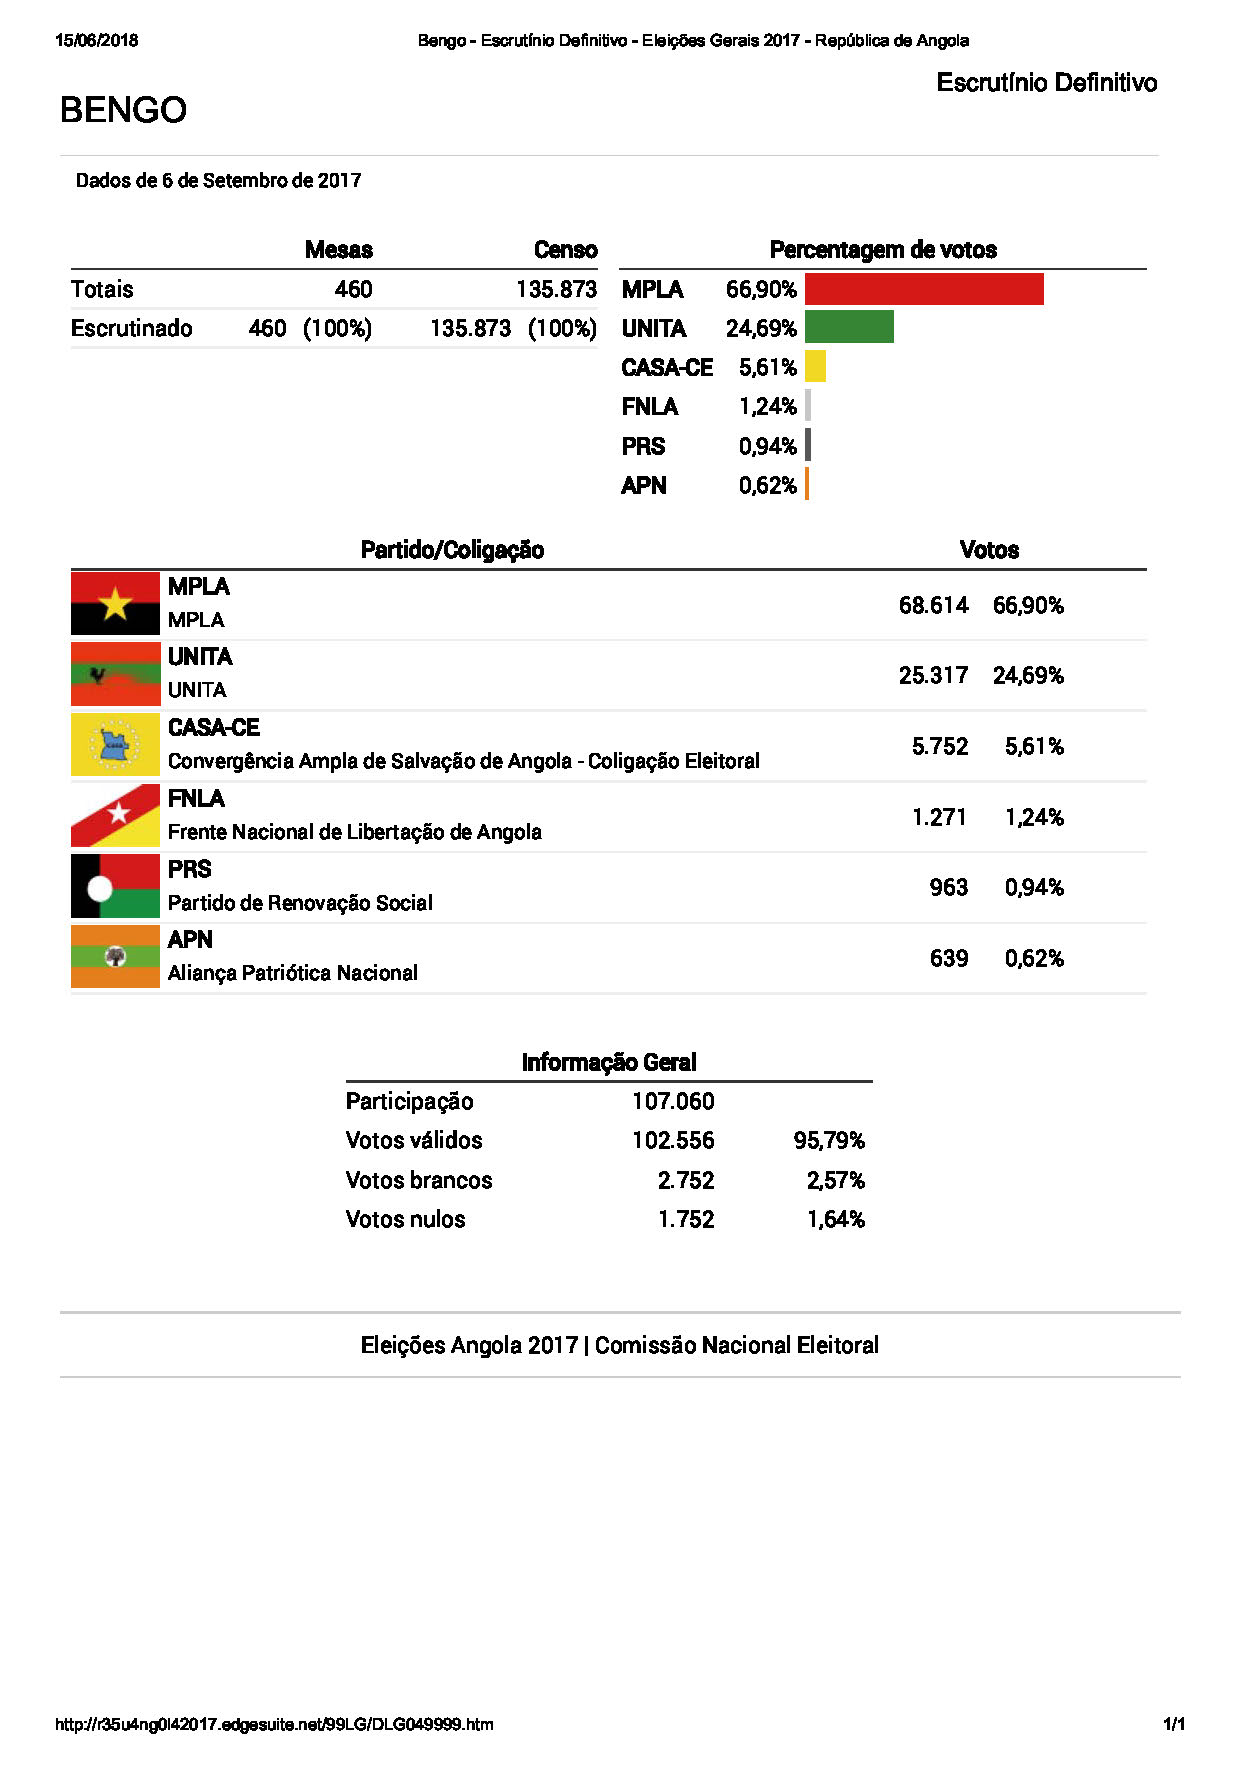 15/06/2018 Bengo - Escrutínio Definitivo - Eleições Gerais 2017 - República de Angola
Escrutínio Definitivo
BENGO
Dados de 6 de Setembro de 2017
Mesas Censo Percentagem de votos
Totais 460 135.873 MPLA 66,90%
Escrutinado 460 (100%) 135.873 (100%) UNITA 24,69%
CASA-CE 5,61%
FNLA 1,24%
PRS 0,94%
APN 0,62%
Partido/Coligação Votos
MPLA
MPLA
68.614 66,90%
UNITA
UNITA
25.317 24,69%
CASA-CE
Convergência Ampla de Salvação de Angola - Coligação Eleitoral
5.752 5,61%
FNLA
Frente Nacional de Libertação de Angola
1.271 1,24%
PRS
Partido de Renovação Social
963 0,94%
APN
Aliança Patriótica Nacional
639 0,62%
Informação Geral
Participação 107.060
Votos válidos 102.556 95,79%
Votos brancos 2.752 2,57%
Votos nulos 1.752 1,64%
Eleições Angola 2017 | Comissão Nacional Eleitoral
http://r35u4ng0l42017.edgesuite.net/99LG/DLG049999.htm 1/1